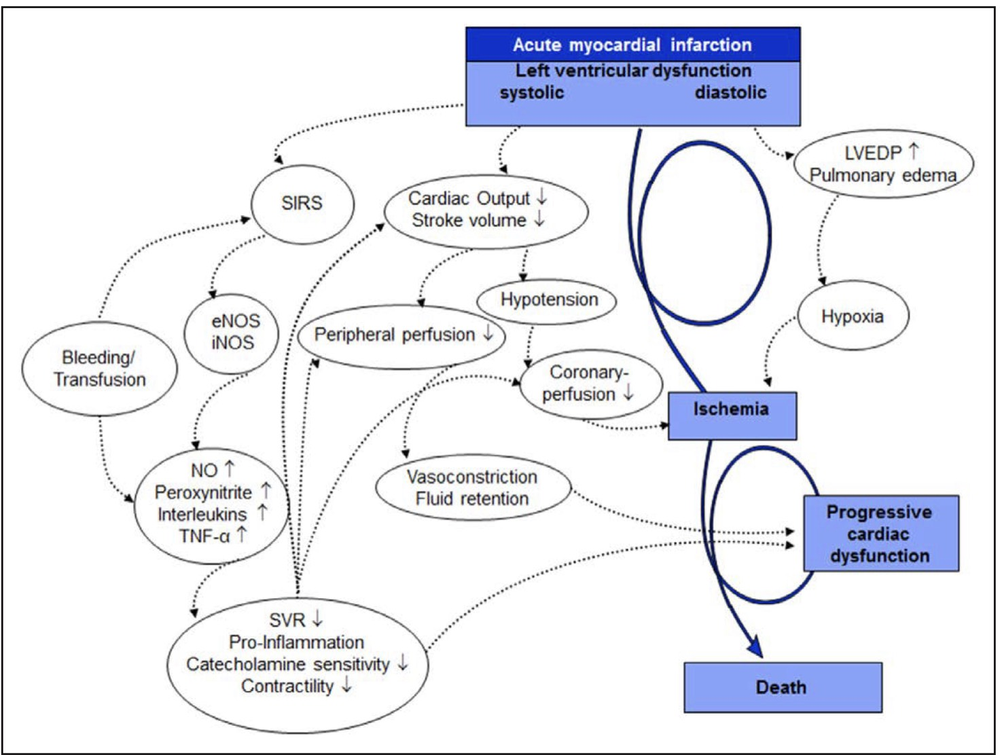 Acute myocardial infarction
Left ventricular dysfunction
systolic diastolic
LVEDP ↑
Pulmonary edema
SIRS
Cardiac Output ↓
Stroke volume ↓
Hypotension
Hypoxia
eNOS
iNOS
Peripheral perfusion ↓
Bleeding/
Transfusion
Coronary-
perfusion ↓
Ischemia
NO ↑
Peroxynitrite ↑
Interleukins ↑
TNF-α ↑
Vasoconstriction
Fluid retention
Progressive
cardiac
dysfunction
SVR ↓
Pro-Inflammation
Catecholamine sensitivity ↓
Contractility ↓
Death